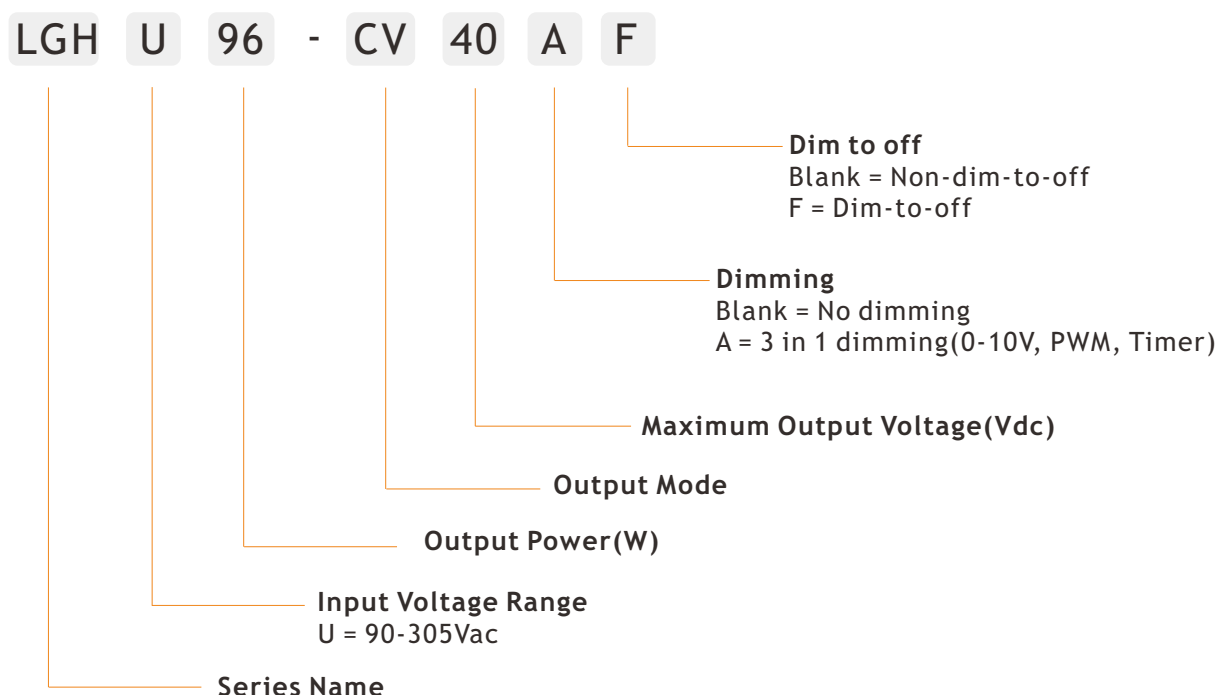 LGH U 96 - CV 40 A F
Dim to off
Blank = Non-dim-to-off
F = Dim-to-off
Dimming
Blank = No dimming
A = 3 in 1 dimming(0-10V, PWM, Timer)
Maximum Output Voltage(Vdc)
Output Mode
Output Power(W)
Input Voltage Range
U = 90-305Vac
Series Name